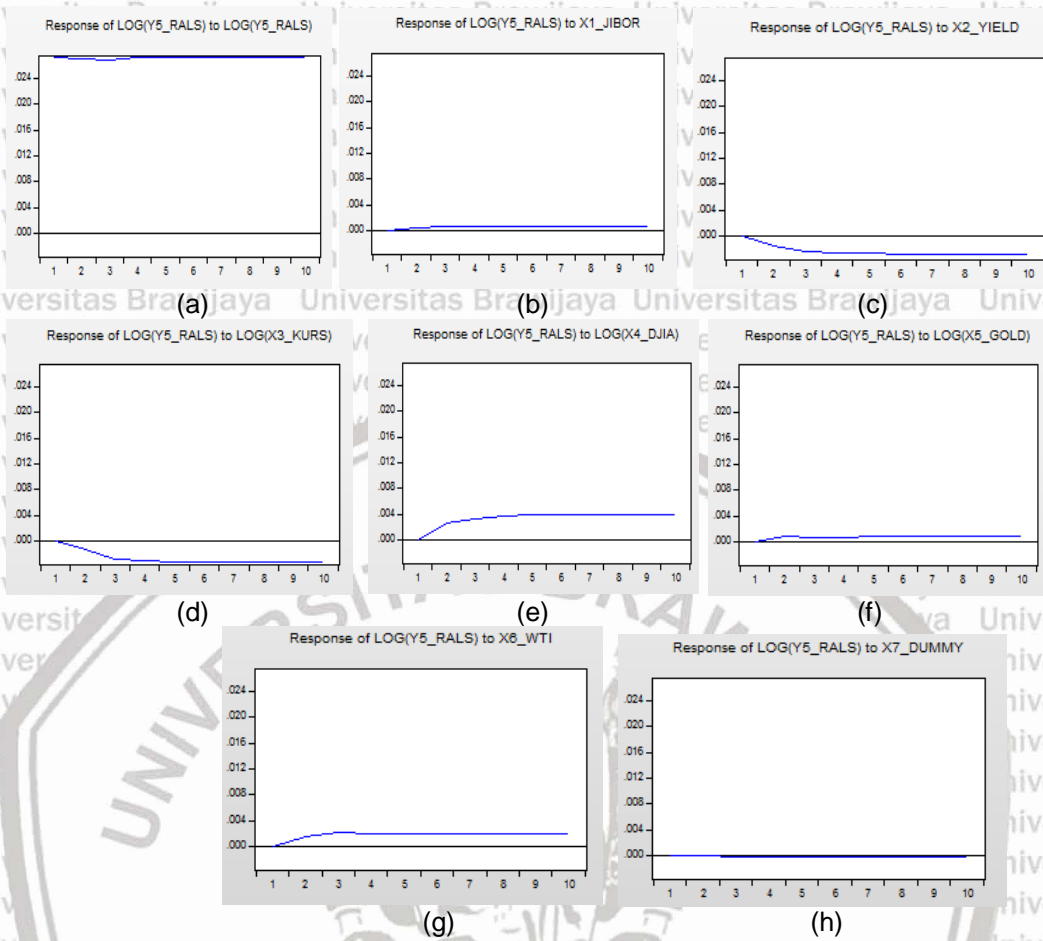 Response of LOG(Y5_RALS) to LOG(Y5_RALS)
.024
.020
.016
.012
.008
.004
.000
1 2 3 4 5 6 7 8 9 10
(a)
Response of LOG(Y5_RALS) to X1_JIBOR
.024
.020
.016
.012
.008
.004
.000
1 2 3 4 5 6 7 8 9 10
(b)
Response of LOG(Y5_RALS) to X2_YIELD
.024
.020
.016
.012
.008
.004
.000
1 2 3 4 5 6 7 8 9 10
(c)
versitas Brawijaya Universitas Brawijaya Universitas Brawijaya Univ
Response of LOG(Y5_RALS) to LOG(X3_KURS)
.024
.020
.016
.012
.008
.004
.000
1 2 3 4 5 6 7 8 9 10
(d)
Response of LOG(Y5_RALS) to LOG(X4_DJIA)
.024
.020
.016
.012
.008
.004
.000
1 2 3 4 5 6 7 8 9 10
(e)
Response of LOG(Y5_RALS) to LOG(X5_GOLD)
.024
.020
.016
.012
.008
.004
.000
1 2 3 4 5 6 7 8 9 10
(f)
Response of LOG(Y5_RALS) to X6_WTI
.024
.020
.016
.012
.008
.004
.000
1 2 3 4 5 6 7 8 9 10
(g)
Response of LOG(Y5_RALS) to X7_DUMMY
.024
.020
.016
.012
.008
.004
.000
1 2 3 4 5 6 7 8 9 10
(h)